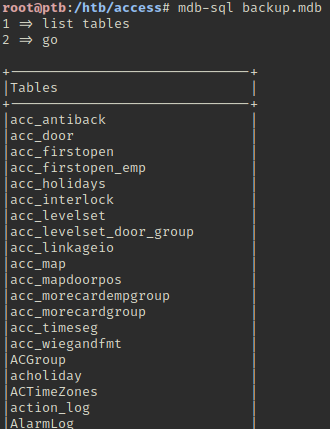 root@ptb:/htb/access# mdb-sql backup.mdb
1 => list tables
2 => go
+------------------------------+
|Tables                        |
+------------------------------+
|acc_antiback                  |
|acc_door                      |
|acc_firstopen                 |
|acc_firstopen_emp             |
|acc_holidays                  |
|acc_interlock                 |
|acc_levelset                  |
|acc_levelset_door_group       |
|acc_linkageio                 |
|acc_map                       |
|acc_mapdoorpos                |
|acc_morecardempgroup          |
|acc_morecardgroup             |
|acc_timeseg                   |
|acc_wiegandfmt                |
|ACGroup                       |
|acholiday                     |
|ACTimeZones                   |
|action_log                    |
|AlarmLog                      |